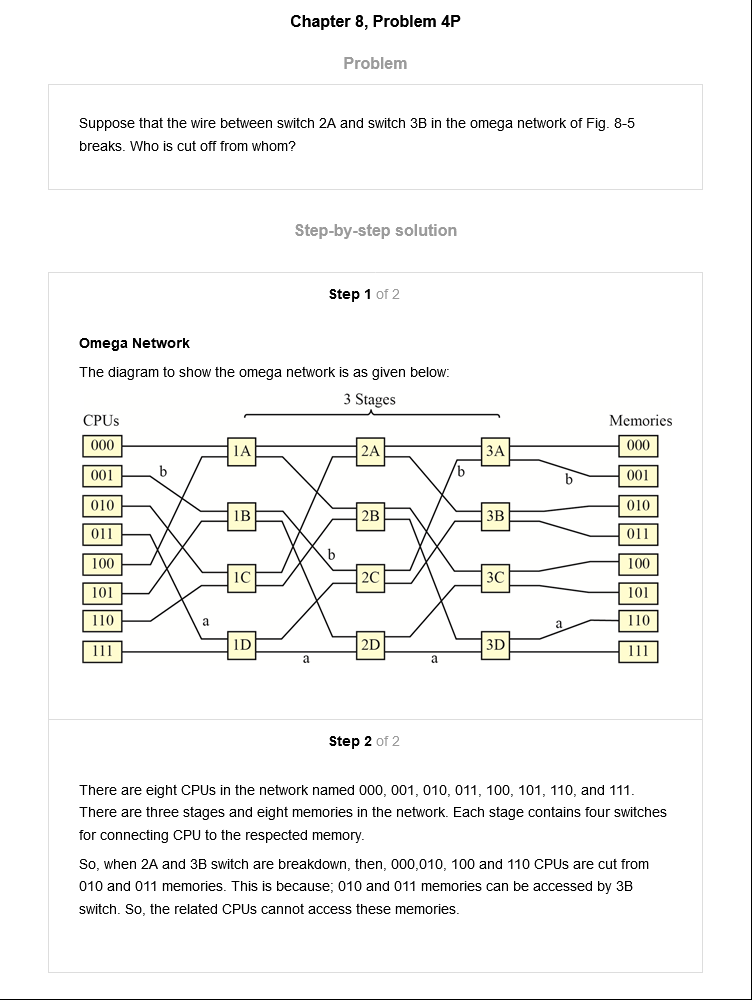 Chapter 8, Problem 4P
Problem
Suppose that the wire between switch 2A and switch 3B in the omega network of Fig. 8-5
breaks. Who is cut off from whom?
Step-by-step solution
Step 1 of 2
Omega Network
The diagram to show the omega network is as given below:
3 Stages
CPUs
Memories
000 1A 2A 3A 000
001 b b b 001
010 1B 2B 3B 010
011 b 011
100 1C 2C 3C 100
101 101
110 a a 110
1D 2D 3D
111 a a 111
Step 2 of 2
There are eight CPUs in the network named 000, 001, 010, 011, 100, 101, 110, and 111.
There are three stages and eight memories in the network. Each stage contains four switches
for connecting CPU to the respected memory.
So, when 2A and 3B switch are breakdown, then, 000,010, 100 and 110 CPUs are cut from
010 and 011 memories. This is because; 010 and 011 memories can be accessed by 3B
switch. So, the related CPUs cannot access these memories.